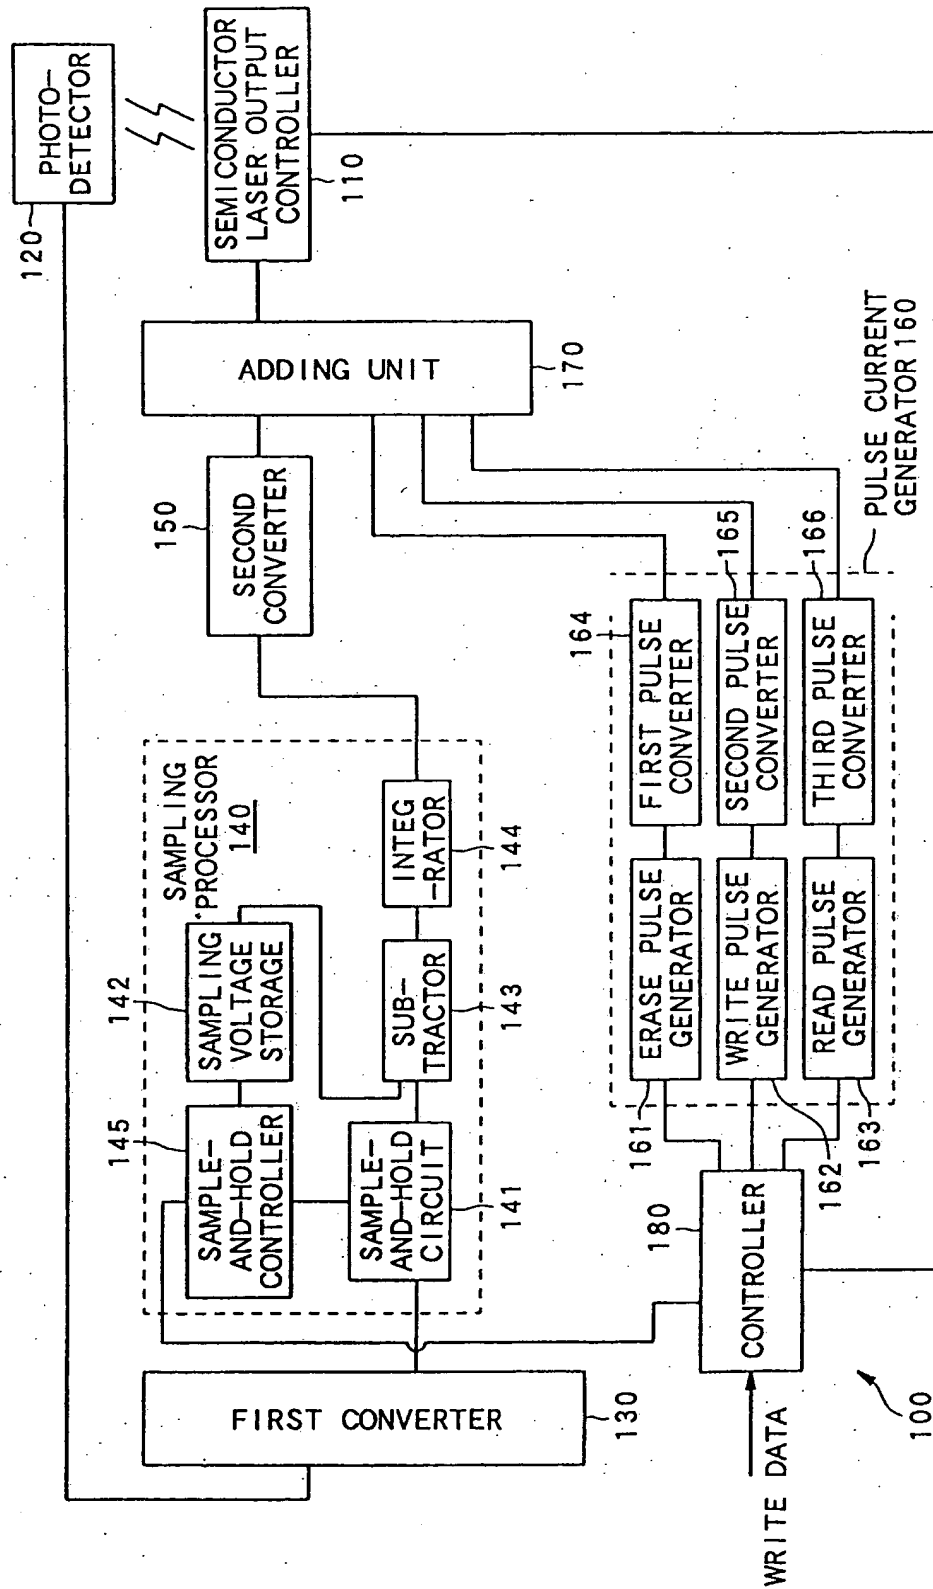 PHOTO-
DETECTOR
120
SEMICONDUCTOR
LASER OUTPUT
CONTROLLER
110
ADDING UNIT
170
150
SECOND
CONVERTER
SAMPLING
PROCESSOR
140
142
SAMPLING
VOLTAGE
STORAGE
145
SAMPLE-
AND-HOLD
CONTROLLER
SAMPLE-
AND-HOLD
CIRCUIT
141
SUB-
TRACTOR
143
INTEG
-RATOR
144
FIRST CONVERTER
130
PULSE CURRENT
GENERATOR 160
164
FIRST PULSE
CONVERTER
165
SECOND PULSE
CONVERTER
166
THIRD PULSE
CONVERTER
ERASE PULSE
GENERATOR
161
WRITE PULSE
GENERATOR
162
READ PULSE
GENERATOR
163
180
CONTROLLER
WRITE DATA
100